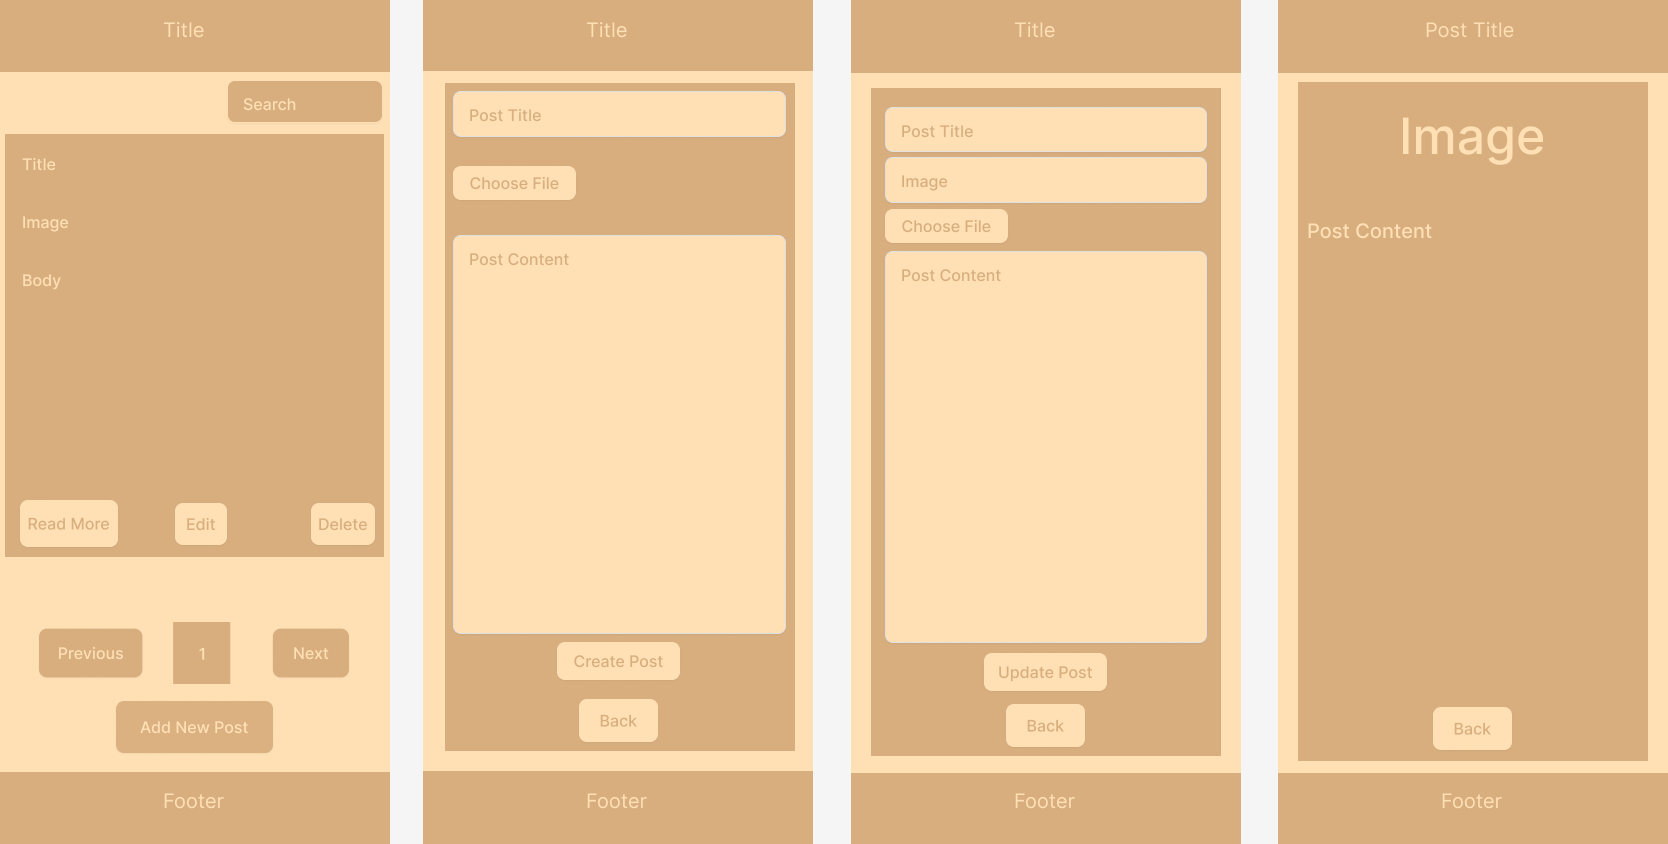 Title
Search
Title
Image
Body
Read More
Edit
Delete
Previous
1
Next
Add New Post
Footer
Title
Post Title
Choose File
Post Content
Create Post
Back
Footer
Title
Post Title
Image
Choose File
Post Content
Update Post
Back
Footer
Post Title
Image
Post Content
Back
Footer